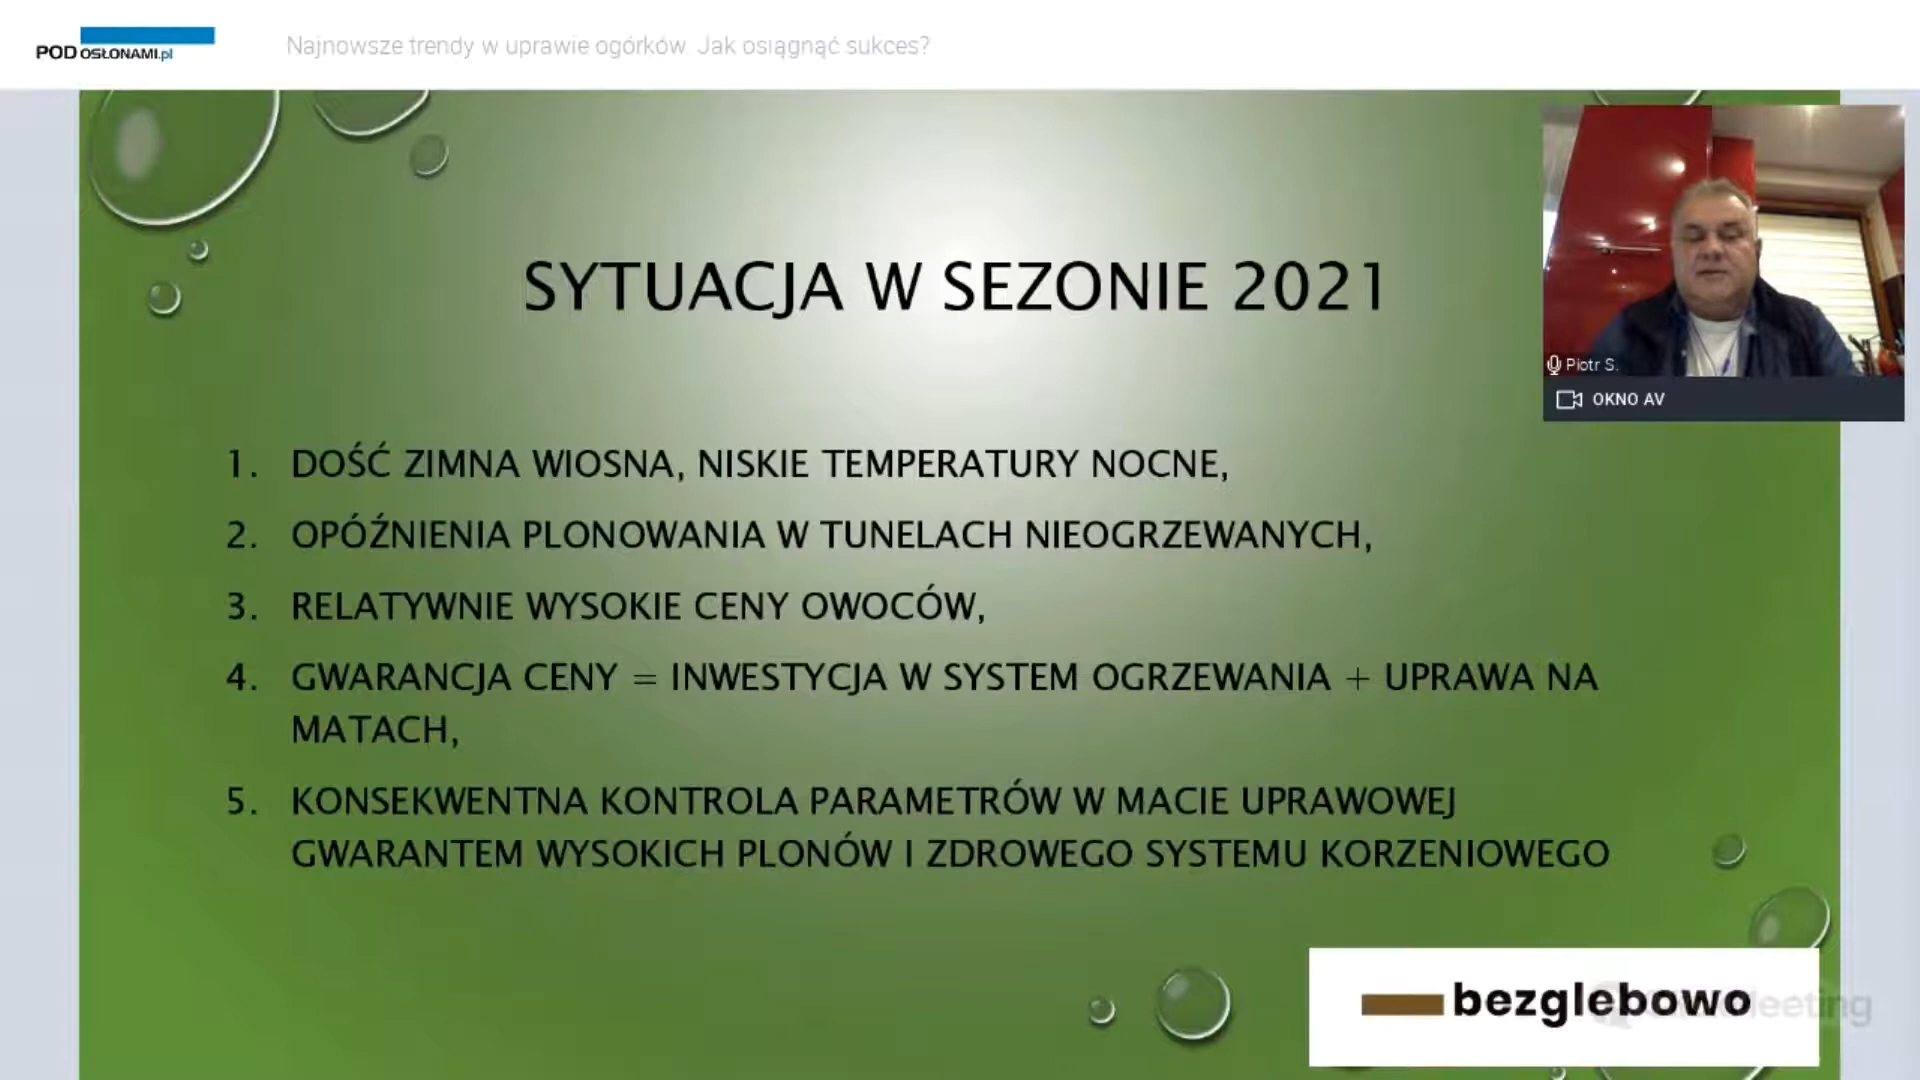 POD OSŁONAMI.pl
Najnowsze trendy w uprawie ogórków. Jak osiągnąć sukces?
SYTUACJA W SEZONIE 2021
Piotr S.
OKNO AV
1. DOŚĆ ZIMNA WIOSNA, NISKIE TEMPERATURY NOCNE,
2. OPÓŹNIENIA PLONOWANIA W TUNELACH NIEOGRZEWANYCH,
3. RELATYWNIE WYSOKIE CENY OWOCÓW,
4. GWARANCJA CENY = INWESTYCJA W SYSTEM OGRZEWANIA + UPRAWA NA
MATACH,
5. KONSEKWENTNA KONTROLA PARAMETRÓW W MACIE UPRAWOWEJ
GWARANTEM WYSOKICH PLONÓW I ZDROWEGO SYSTEMU KORZENIOWEGO
bezglebowo